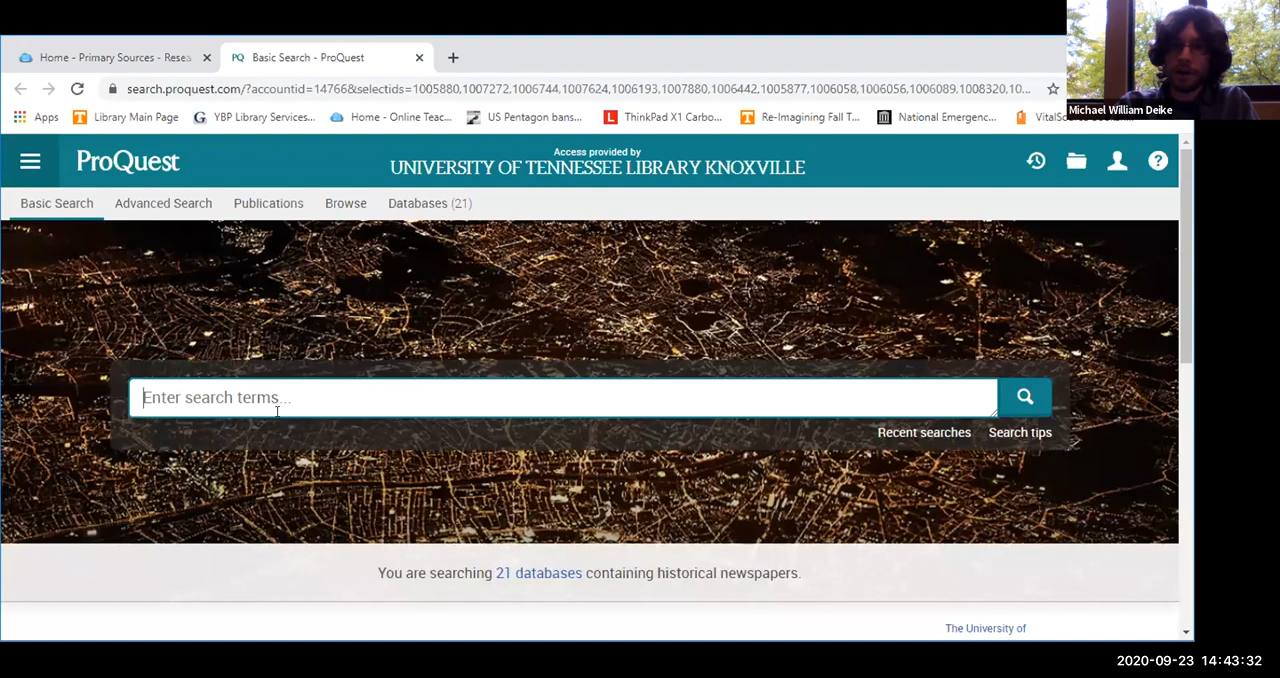 Home - Primary Sources - Rese
PQ Basic Search - ProQuest
search.proquest.com/?accountid=14766&selectids=1005880,1007272,1006744,1007624,1006193,1007880,1006442,1005877,1006058,1006056,1006089.1008320,10...
Michael William Deike
Apps
Library Main Page
YBP Library Services...
Home - Online Teac...
US Pentagon bans...
ThinkPad X1 Carbo...
Re-Imagining Fall T...
National Emergenc...
ProQuest
Access provided by
UNIVERSITY OF TENNESSEE LIBRARY KNOXVILLE
Basic Search Advanced Search Publications Browse Databases (21)
Enter search terms...
Recent searches Search tips
You are searching 21 databases containing historical newspapers.
The University of
2020-09-23 14:43:32